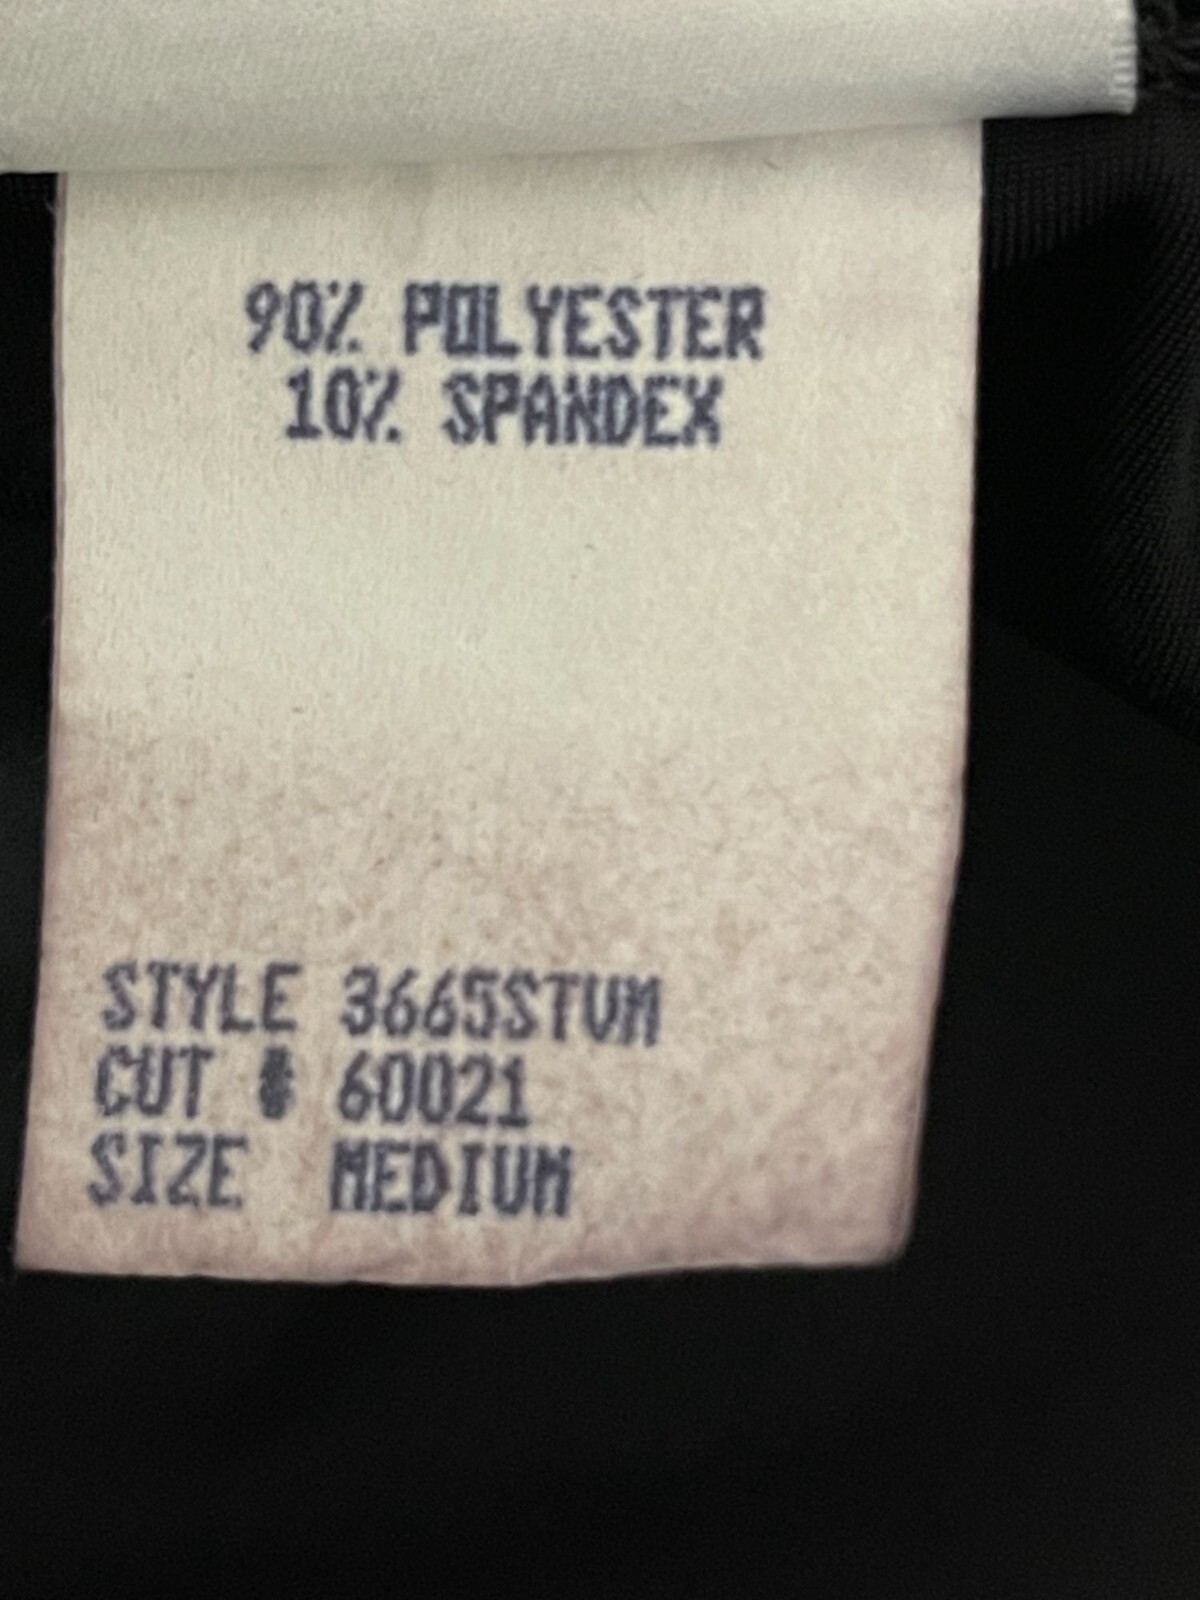 90% POLYESTER
10% SPANDEX
STYLE 3665STVM
CUT # 60021
SIZE MEDIUM